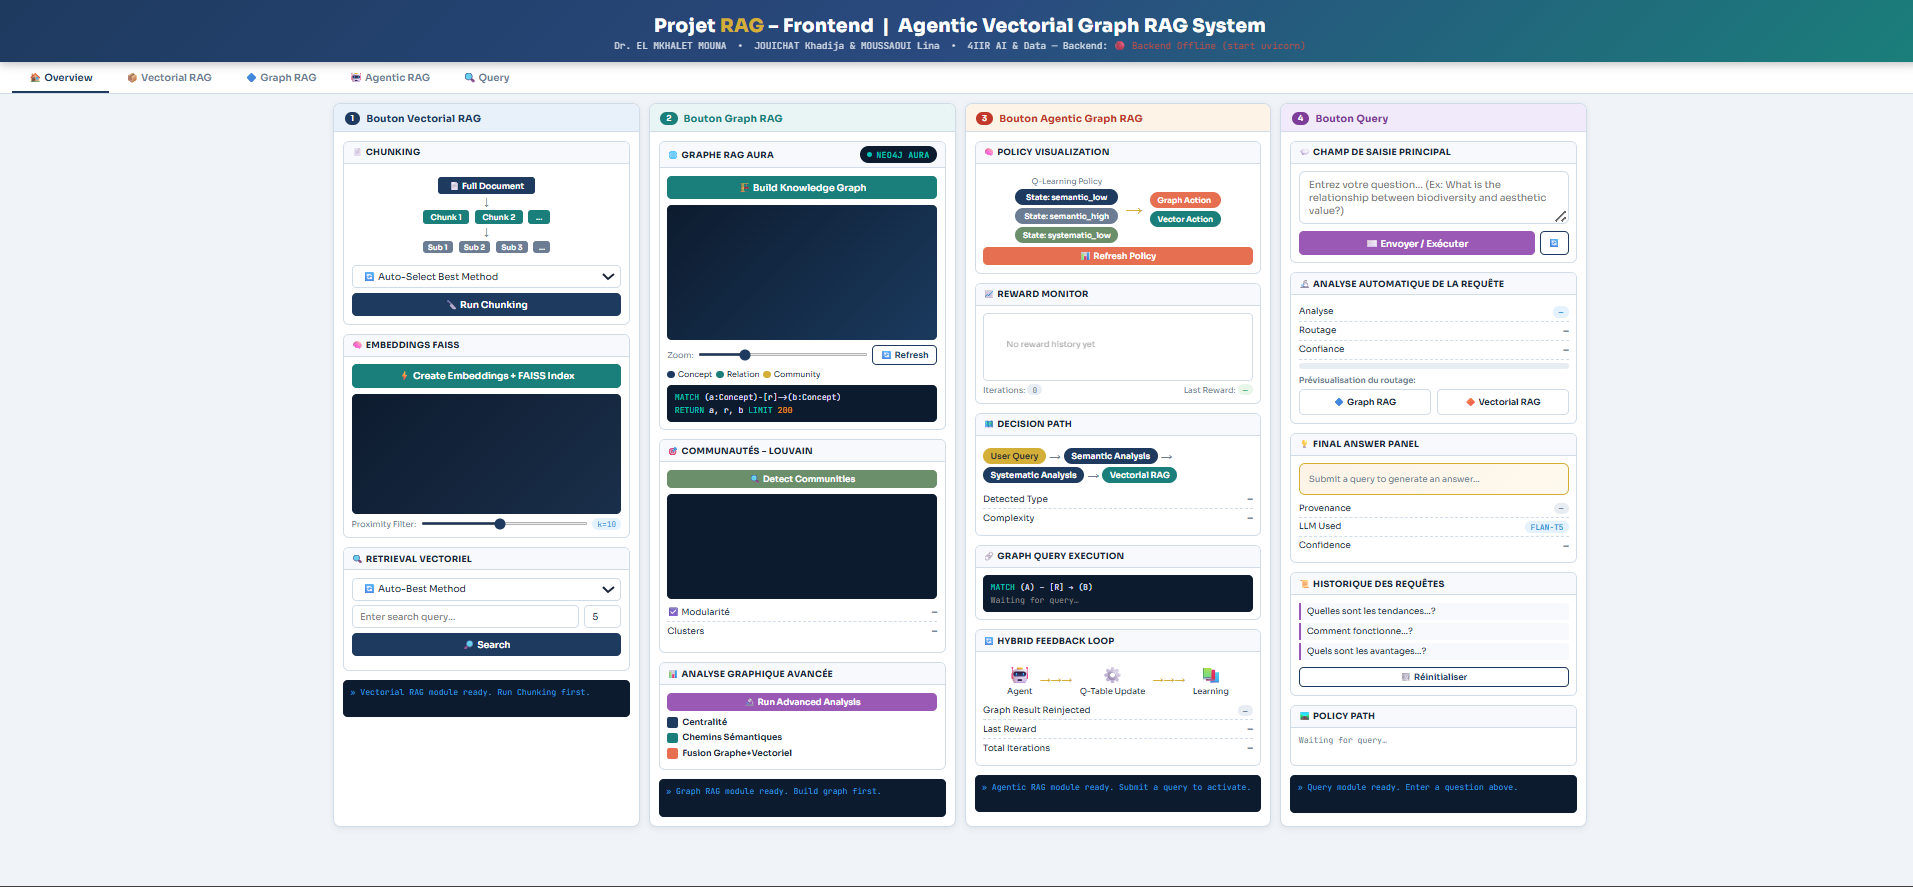 Projet RAG – Frontend | Agentic Vectorial Graph RAG System
Dr. EL MKHALET MOUNA • JOUICHAT Khadija & MOUSSAOUI Lina • 4IIR AI & Data — Backend: Backend Offline (start uvicorn)
Overview
Vectorial RAG
Graph RAG
Agentic RAG
Query
1 Bouton Vectorial RAG
CHUNKING
Full Document
↓
Chunk 1 Chunk 2 ...
↓
Sub 1 Sub 2 Sub 3 ...
Auto-Select Best Method
Run Chunking
EMBEDDINGS FAISS
Create Embeddings + FAISS Index
Proximity Filter: k=10
RETRIEVAL VECTORIEL
Auto-Best Method
Enter search query... 5
Search
» Vectorial RAG module ready. Run Chunking first.
2 Bouton Graph RAG
GRAPHE RAG AURA
NEO4J AURA
Build Knowledge Graph
Zoom: Refresh
Concept Relation Community
MATCH (a:Concept)-[r]→(b:Concept)
RETURN a, r, b LIMIT 200
COMMUNAUTÉS – LOUVAIN
Detect Communities
Modularité –
Clusters –
ANALYSE GRAPHIQUE AVANCÉE
Run Advanced Analysis
Centralité
Chemins Sémantiques
Fusion Graphe+Vectoriel
» Graph RAG module ready. Build graph first.
3 Bouton Agentic Graph RAG
POLICY VISUALIZATION
Q-Learning Policy
State: semantic_low
State: semantic_high
State: systematic_low
→
Graph Action
Vector Action
Refresh Policy
REWARD MONITOR
No reward history yet
Iterations: 0 Last Reward: –
DECISION PATH
User Query → Semantic Analysis →
Systematic Analysis → Vectorial RAG
Detected Type –
Complexity –
GRAPH QUERY EXECUTION
MATCH (A) – [R] → (B)
Waiting for query…
HYBRID FEEDBACK LOOP
→→→ →→→
Agent Q-Table Update Learning
Graph Result Reinjected –
Last Reward –
Total Iterations –
» Agentic RAG module ready. Submit a query to activate.
4 Bouton Query
CHAMP DE SAISIE PRINCIPAL
Entrez votre question... (Ex: What is the
relationship between biodiversity and aesthetic
value?)
Envoyer / Exécuter
ANALYSE AUTOMATIQUE DE LA REQUÊTE
Analyse –
Routage –
Confiance –
Prévisualisation du routage:
Graph RAG Vectorial RAG
FINAL ANSWER PANEL
Submit a query to generate an answer...
Provenance –
LLM Used FLAN-T5
Confidence –
HISTORIQUE DES REQUÊTES
Quelles sont les tendances...?
Comment fonctionne...?
Quels sont les avantages...?
Réinitialiser
POLICY PATH
Waiting for query…
» Query module ready. Enter a question above.